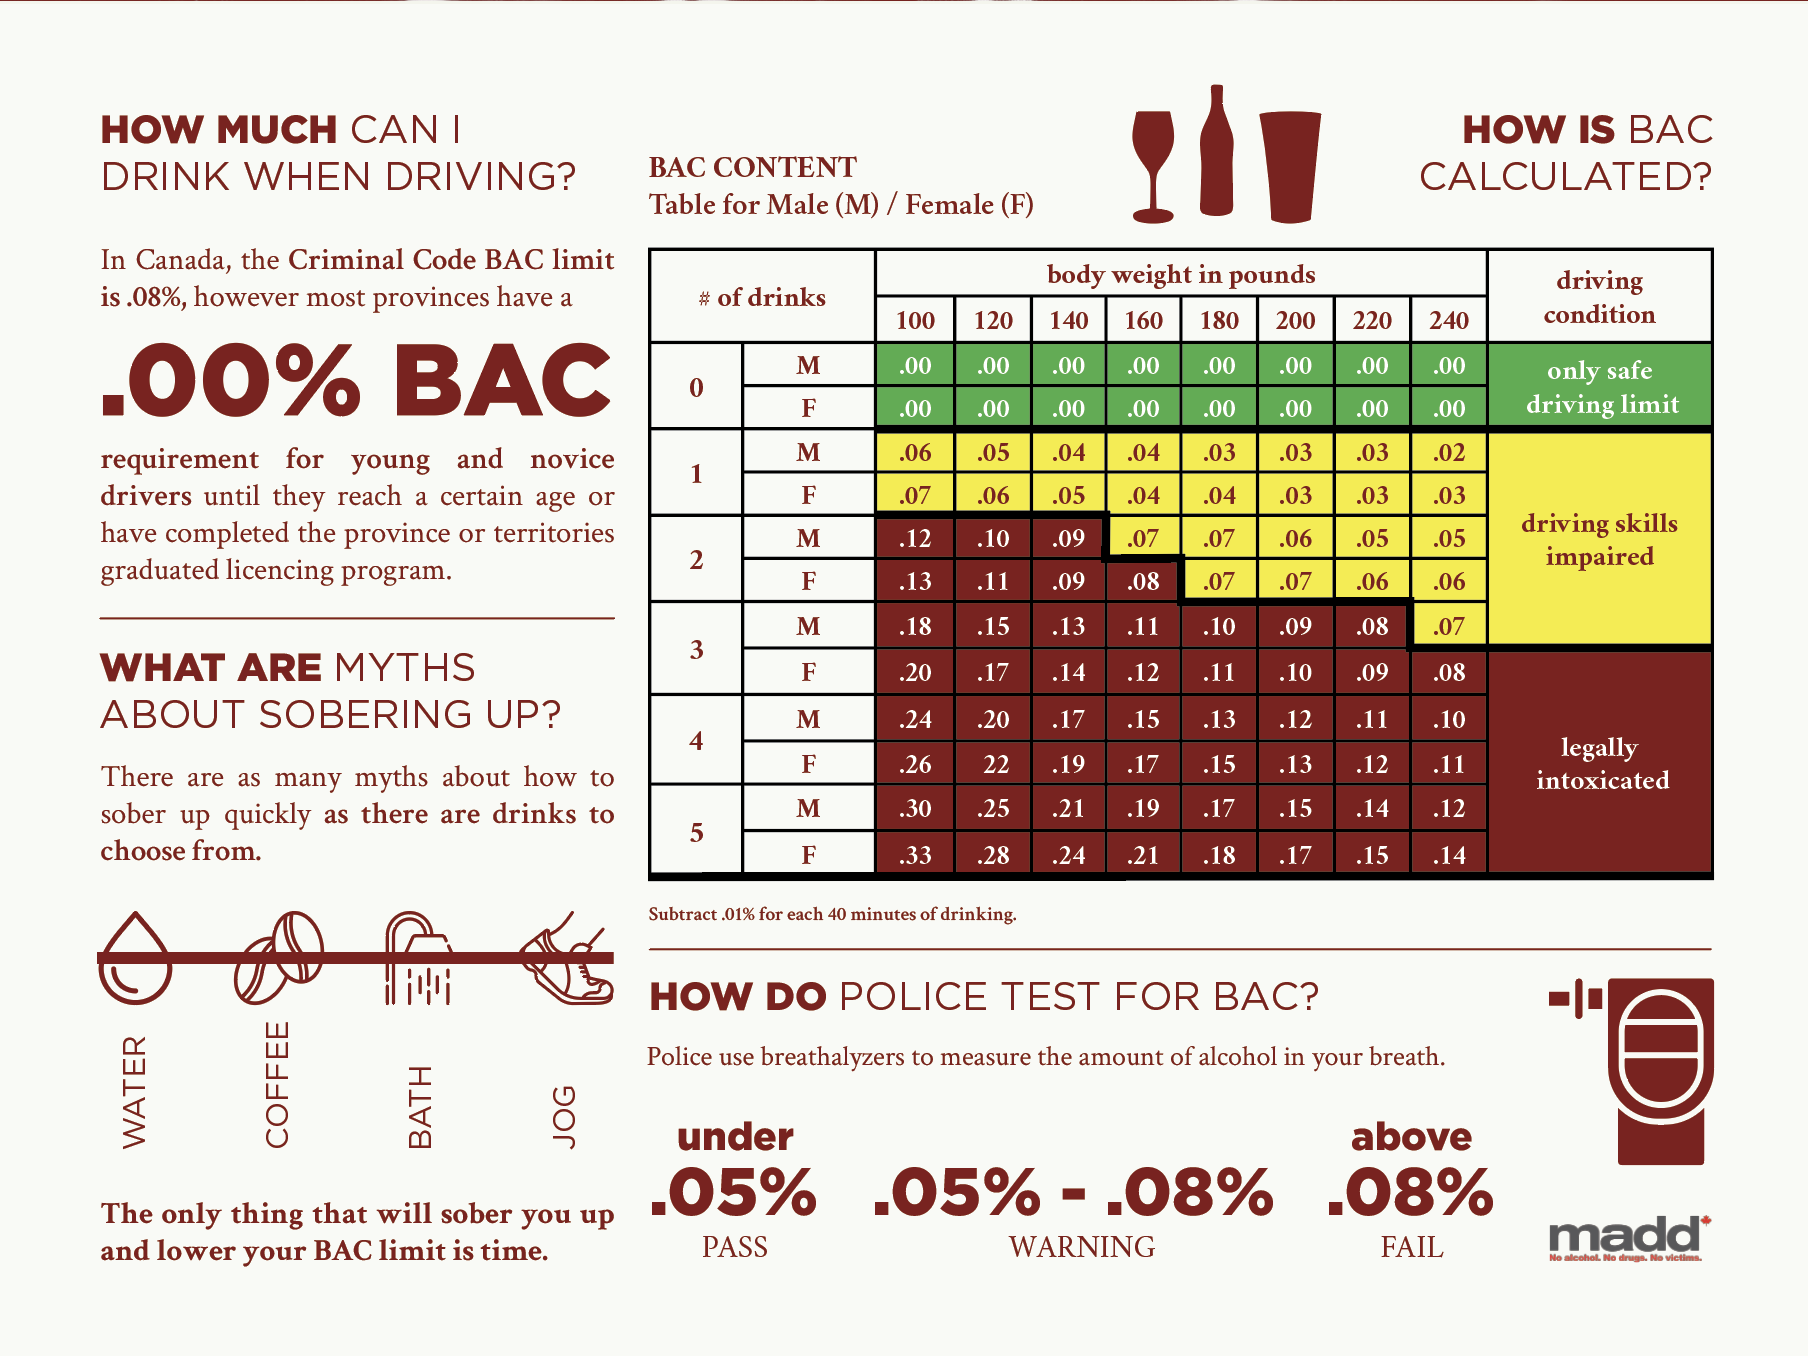 HOW MUCH CAN I
DRINK WHEN DRIVING?
In Canada, the Criminal Code BAC limit
is .08%, however most provinces have a
.00% BAC
requirement for young and novice
drivers until they reach a certain age or
have completed the province or territories
graduated licencing program.
WHAT ARE MYTHS
ABOUT SOBERING UP?
There are as many myths about how to
sober up quickly as there are drinks to
choose from.
WATER
COFFEE
BATH
JOG
The only thing that will sober you up
and lower your BAC limit is time.
BAC CONTENT
Table for Male (M) / Female (F)
HOW IS BAC
CALCULATED?
# of drinks
body weight in pounds
driving
condition
100 120 140 160 180 200 220 240
0
M .00 .00 .00 .00 .00 .00 .00 .00
F .00 .00 .00 .00 .00 .00 .00 .00
only safe
driving limit
1
M .06 .05 .04 .04 .03 .03 .03 .02
F .07 .06 .05 .04 .04 .03 .03 .03
2
M .12 .10 .09 .07 .07 .06 .05 .05
F .13 .11 .09 .08 .07 .07 .06 .06
driving skills
impaired
3
M .18 .15 .13 .11 .10 .09 .08 .07
F .20 .17 .14 .12 .11 .10 .09 .08
4
M .24 .20 .17 .15 .13 .12 .11 .10
F .26 22 .19 .17 .15 .13 .12 .11
legally
intoxicated
5
M .30 .25 .21 .19 .17 .15 .14 .12
F .33 .28 .24 .21 .18 .17 .15 .14
Subtract .01% for each 40 minutes of drinking.
HOW DO POLICE TEST FOR BAC?
Police use breathalyzers to measure the amount of alcohol in your breath.
under
.05%
PASS
.05% - .08%
WARNING
above
.08%
FAIL
madd
No alcohol. No drugs. No victims.